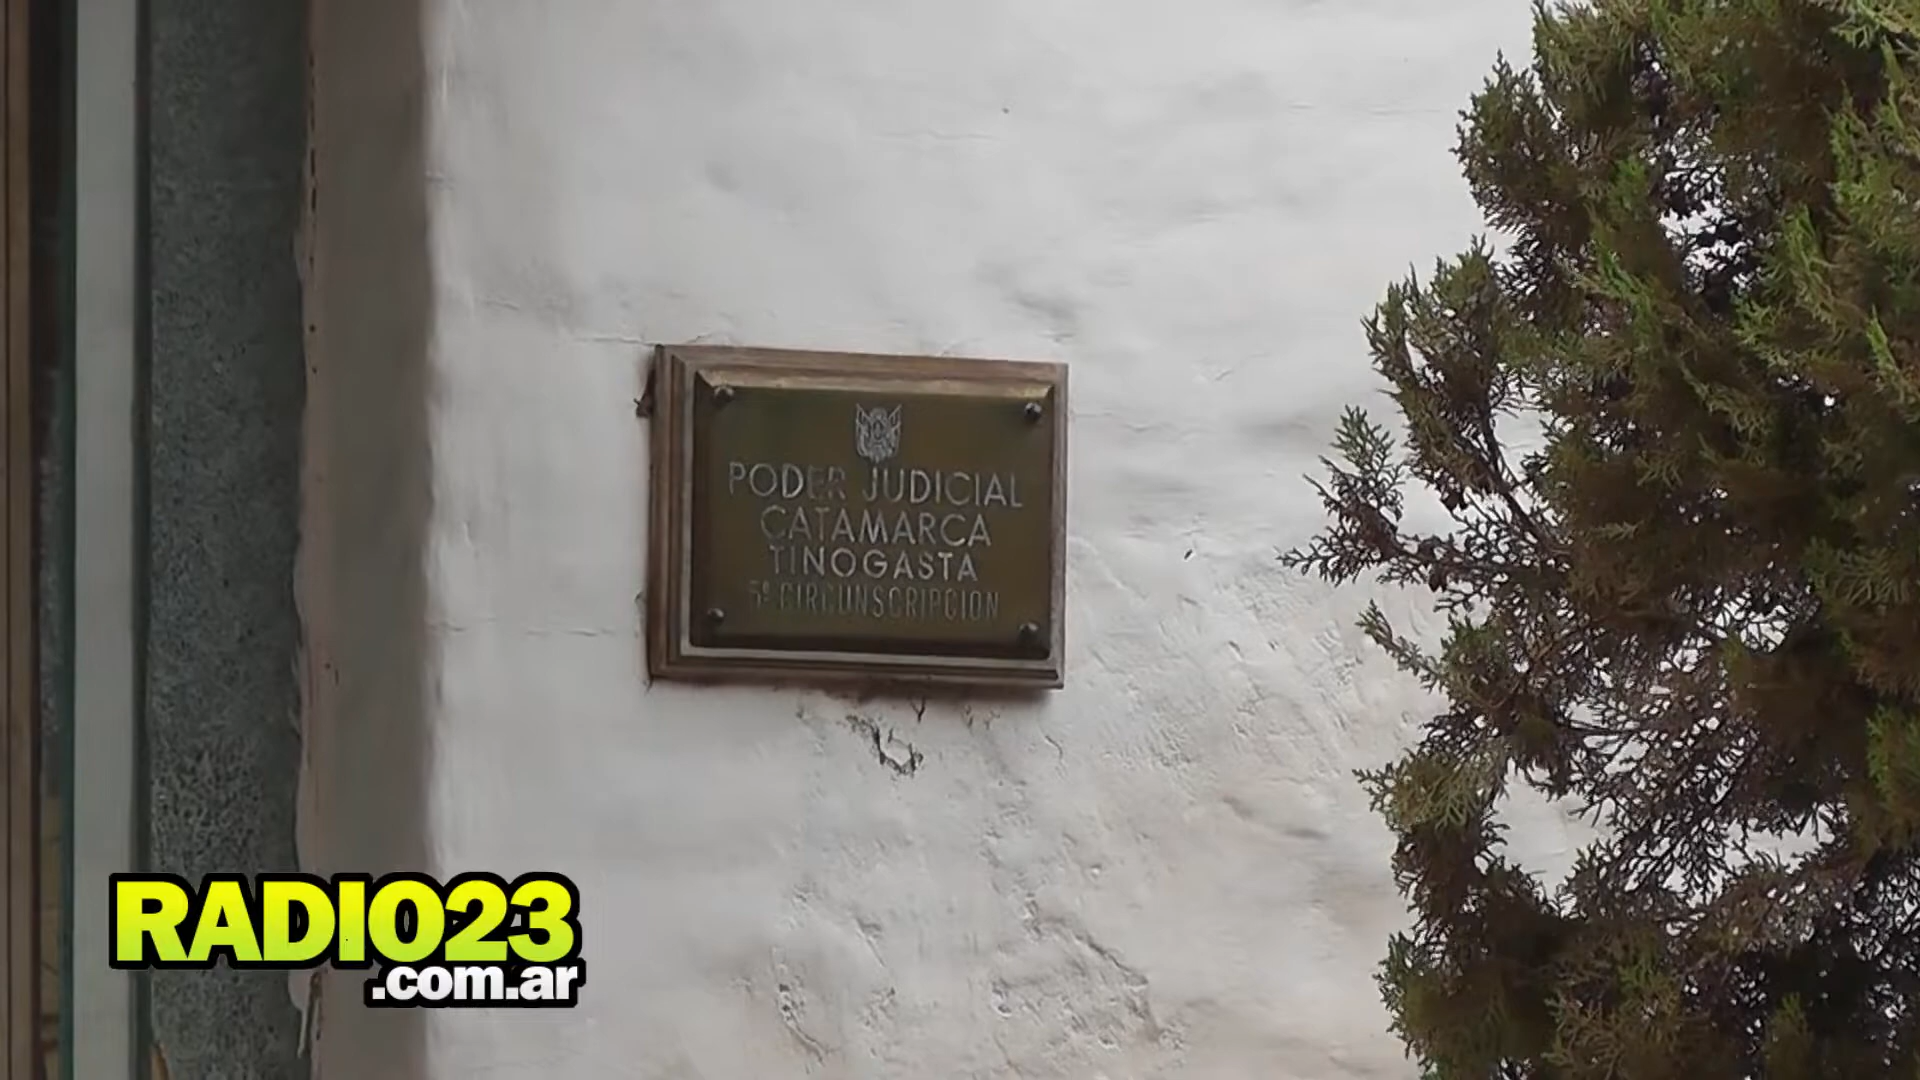 PODER JUDICIAL
CATAMARCA
TINOGASTA
5ª CIRCUNSCRIPCION
RADIO23
.com.ar